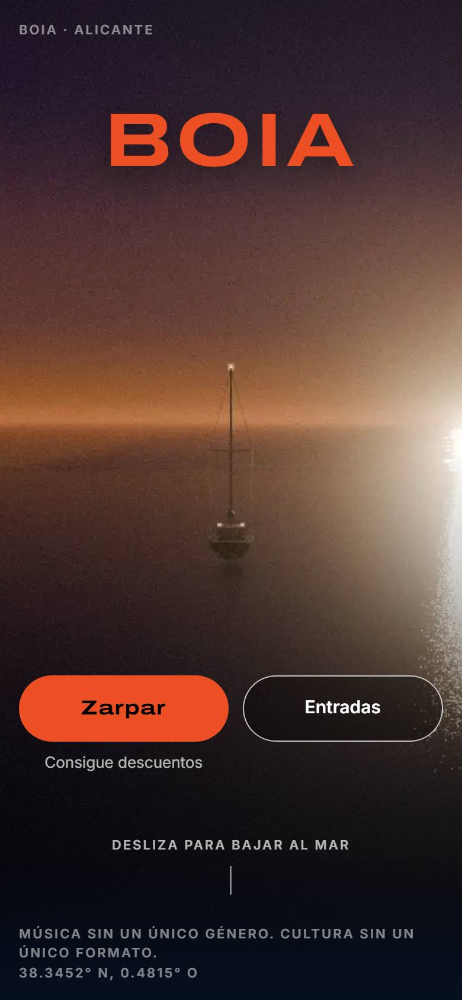 BOIA · ALICANTE
BOIA
Zarpar
Entradas
Consigue descuentos
DESLIZA PARA BAJAR AL MAR
MÚSICA SIN UN ÚNICO GÉNERO. CULTURA SIN UN
ÚNICO FORMATO.
38.3452° N, 0.4815° O